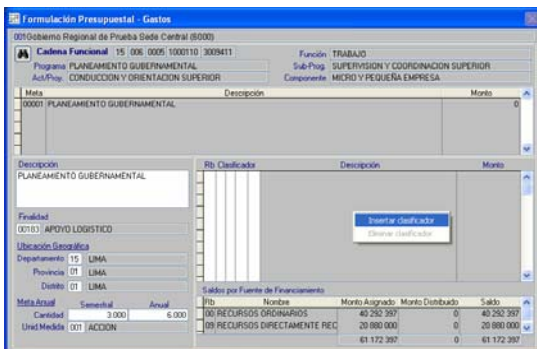 Formulación Presupuestal - Gastos
001 Gobierno Regional de Prueba Sede Central (6000)
Cadena Funcional 15 006 0005 1000110 3009411 Función TRABAJO
Programa PLANEAMIENTO GUBERNAMENTAL Sub-Prog. SUPERVISION Y COORDINACION SUPERIOR
Act/Proy. CONDUCCION Y ORIENTACION SUPERIOR Componente MICRO Y PEQUEÑA EMPRESA
Meta Descripción Monto
00001 PLANEAMIENTO GUBERNAMENTAL 0
Descripción
PLANEAMIENTO GUBERNAMENTAL
Finalidad
00183 APOYO LOGISTICO
Ubicación Geográfica
Departamento 15 LIMA
Provincia 01 LIMA
Distrito 01 LIMA
Meta Anual Semestral Anual
Cantidad 3.000 6.000
Unid Medida 001 ACCION
Rb Clasificador Descripción Monto
Insertar clasificador
Eliminar clasificador
Saldos por Fuente de Financiamiento
Rb Nombre Monto Asignado Monto Distribuido Saldo
00 RECURSOS ORDINARIOS 40 292 397 0 40 292 397
09 RECURSOS DIRECTAMENTE REC 20 880 000 0 20 880 000
61 172 397 0 61 172 397